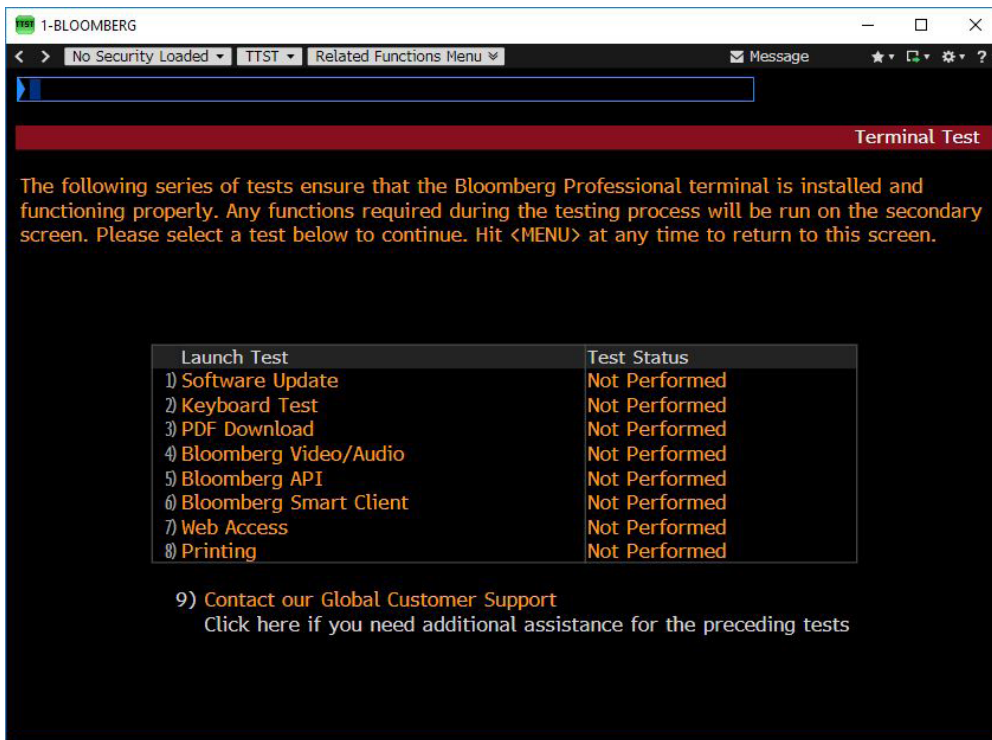 TTST 1-BLOOMBERG
No Security Loaded TTST Related Functions Menu Message ?
Terminal Test
The following series of tests ensure that the Bloomberg Professional terminal is installed and
functioning properly. Any functions required during the testing process will be run on the secondary
screen. Please select a test below to continue. Hit <MENU> at any time to return to this screen.
Launch Test Test Status
1) Software Update Not Performed
2) Keyboard Test Not Performed
3) PDF Download Not Performed
4) Bloomberg Video/Audio Not Performed
5) Bloomberg API Not Performed
6) Bloomberg Smart Client Not Performed
7) Web Access Not Performed
8) Printing Not Performed
9) Contact our Global Customer Support
Click here if you need additional assistance for the preceding tests